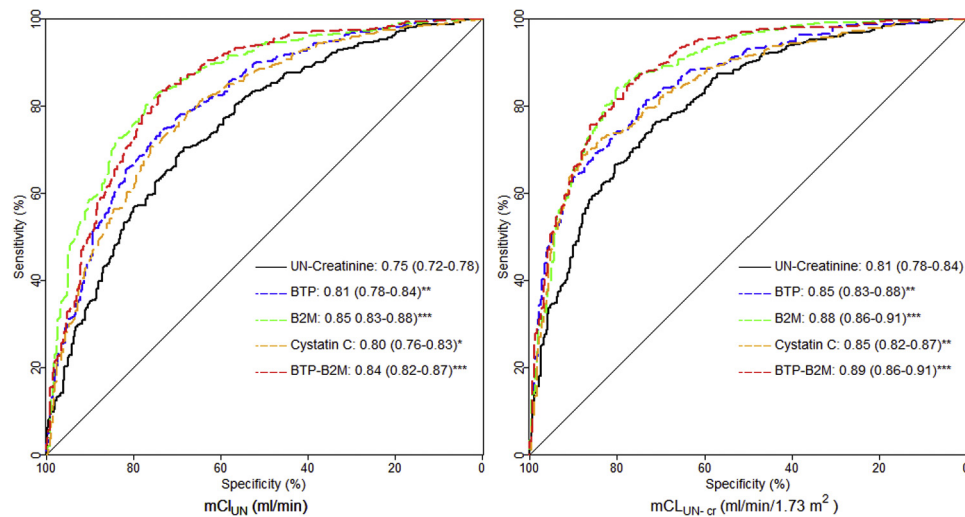 100
80
60
40
20
0
Sensitivity (%)
UN-Creatinine: 0.75 (0.72-0.78)
BTP: 0.81 (0.78-0.84)**
B2M: 0.85 0.83-0.88)***
Cystatin C: 0.80 (0.76-0.83)*
BTP-B2M: 0.84 (0.82-0.87)***
100 80 60 40 20 0
Specificity (%)
mCl_UN (ml/min)
100
80
60
40
20
0
Sensitivity (%)
UN-Creatinine: 0.81 (0.78-0.84)
BTP: 0.85 (0.83-0.88)**
B2M: 0.88 (0.86-0.91)***
Cystatin C: 0.85 (0.82-0.87)**
BTP-B2M: 0.89 (0.86-0.91)***
100 80 60 40 20 0
Specificity (%)
mCL_UN-cr (ml/min/1.73 m²)